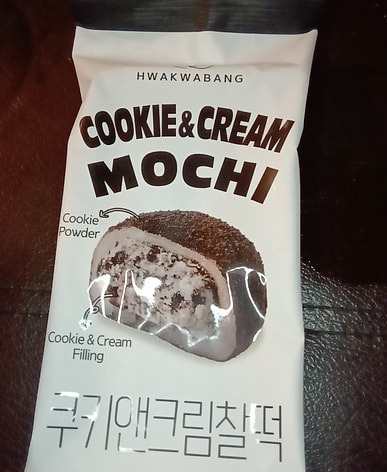 HWAKWABANG
COOKIE & CREAM
MOCHI
Cookie
Powder
Cookie & Cream
Filling
쿠키앤크림찰떡